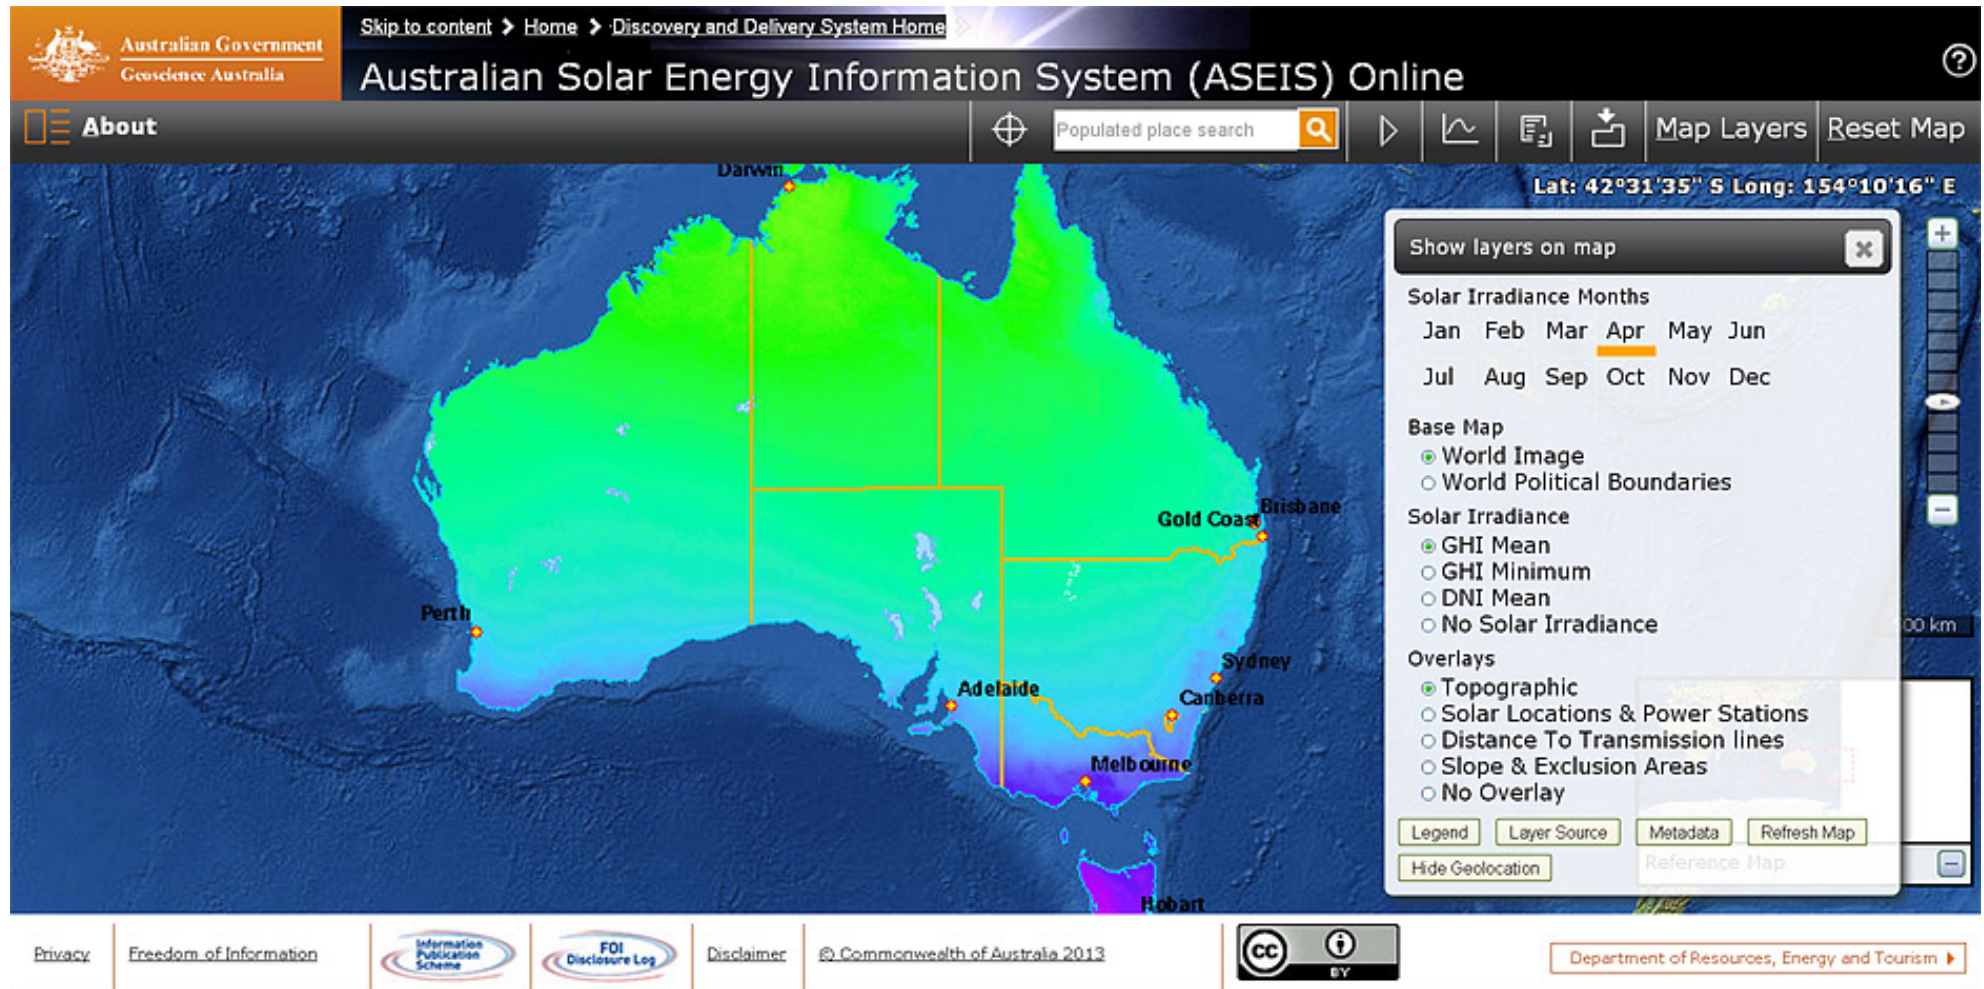 Australian Government
Geoscience Australia
Skip to content > Home > Discovery and Delivery System Home
Australian Solar Energy Information System (ASEIS) Online
?
About
Populated place search
Map Layers
Reset Map
Lat: 42°31'35" S Long: 154°10'16" E
Darwin
Brisbane
Gold Coast
Perth
Sydney
Adelaide
Canberra
Melbourne
Hobart
Show layers on map
Solar Irradiance Months
Jan Feb Mar Apr May Jun
Jul Aug Sep Oct Nov Dec
Base Map
World Image
World Political Boundaries
Solar Irradiance
GHI Mean
GHI Minimum
DNI Mean
No Solar Irradiance
Overlays
Topographic
Solar Locations & Power Stations
Distance To Transmission lines
Slope & Exclusion Areas
No Overlay
Legend
Layer Source
Metadata
Refresh Map
Hide Geolocation
Reference Map
00 km
Privacy
Freedom of Information
Information
Publication
Scheme
FOI
Disclosure Log
Disclaimer
© Commonwealth of Australia 2013
cc
BY
Department of Resources, Energy and Tourism